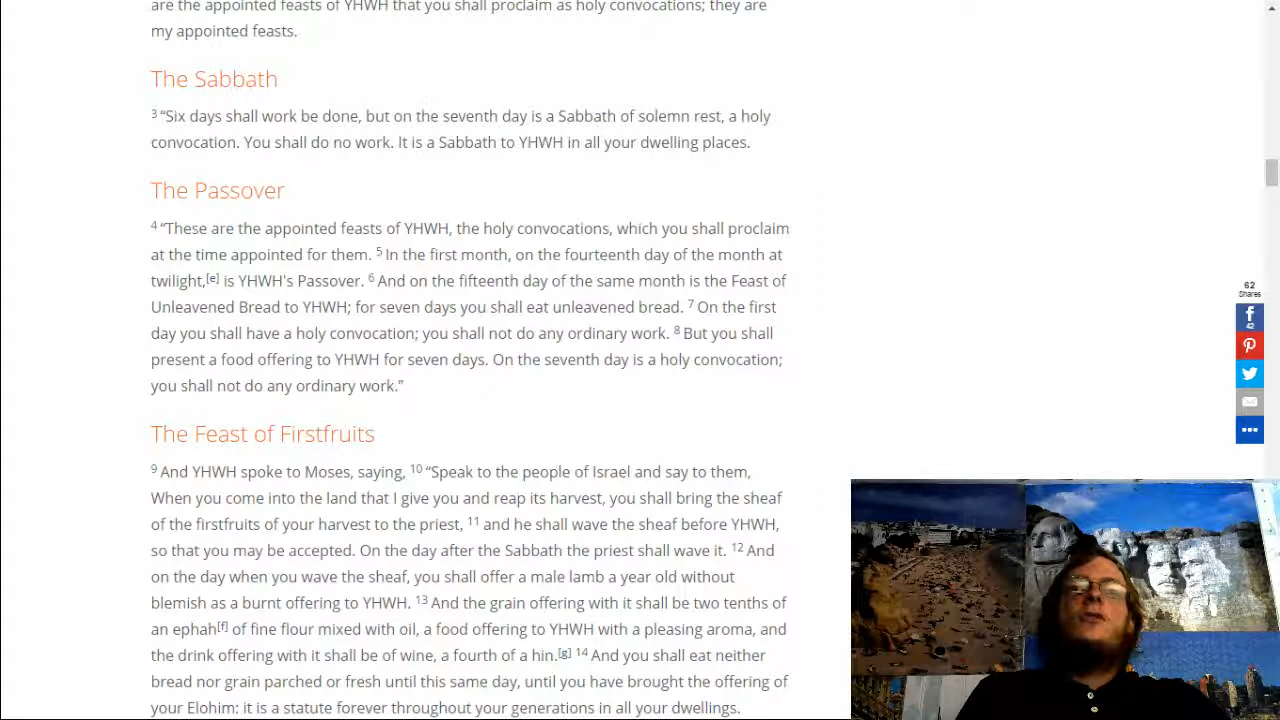 are the appointed feasts of YHWH that you shall proclaim as holy convocations; they are
my appointed feasts.
The Sabbath
3 “Six days shall work be done, but on the seventh day is a Sabbath of solemn rest, a holy
convocation. You shall do no work. It is a Sabbath to YHWH in all your dwelling places.
The Passover
4 “These are the appointed feasts of YHWH, the holy convocations, which you shall proclaim
at the time appointed for them. 5 In the first month, on the fourteenth day of the month at
twilight,[e] is YHWH's Passover. 6 And on the fifteenth day of the same month is the Feast of
Unleavened Bread to YHWH; for seven days you shall eat unleavened bread. 7 On the first
day you shall have a holy convocation; you shall not do any ordinary work. 8 But you shall
present a food offering to YHWH for seven days. On the seventh day is a holy convocation;
you shall not do any ordinary work.”
The Feast of Firstfruits
9 And YHWH spoke to Moses, saying, 10 “Speak to the people of Israel and say to them,
When you come into the land that I give you and reap its harvest, you shall bring the sheaf
of the firstfruits of your harvest to the priest, 11 and he shall wave the sheaf before YHWH,
so that you may be accepted. On the day after the Sabbath the priest shall wave it. 12 And
on the day when you wave the sheaf, you shall offer a male lamb a year old without
blemish as a burnt offering to YHWH. 13 And the grain offering with it shall be two tenths of
an ephah[f] of fine flour mixed with oil, a food offering to YHWH with a pleasing aroma, and
the drink offering with it shall be of wine, a fourth of a hin.[g] 14 And you shall eat neither
bread nor grain parched or fresh until this same day, until you have brought the offering of
your Elohim: it is a statute forever throughout your generations in all your dwellings.
62
Shares
42